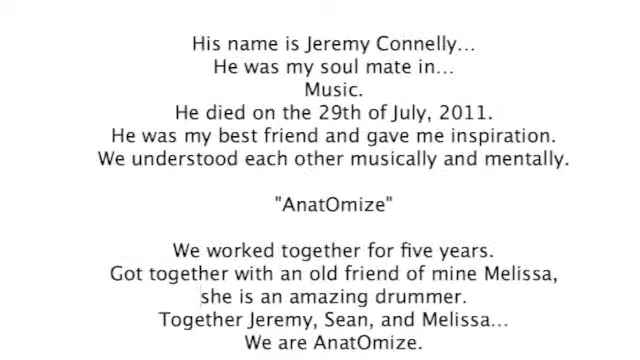 His name is Jeremy Connelly...
He was my soul mate in...
Music.
He died on the 29th of July, 2011.
He was my best friend and gave me inspiration.
We understood each other musically and mentally.
"AnatOmize"
We worked together for five years.
Got together with an old friend of mine Melissa,
she is an amazing drummer.
Together Jeremy, Sean, and Melissa...
We are AnatOmize.